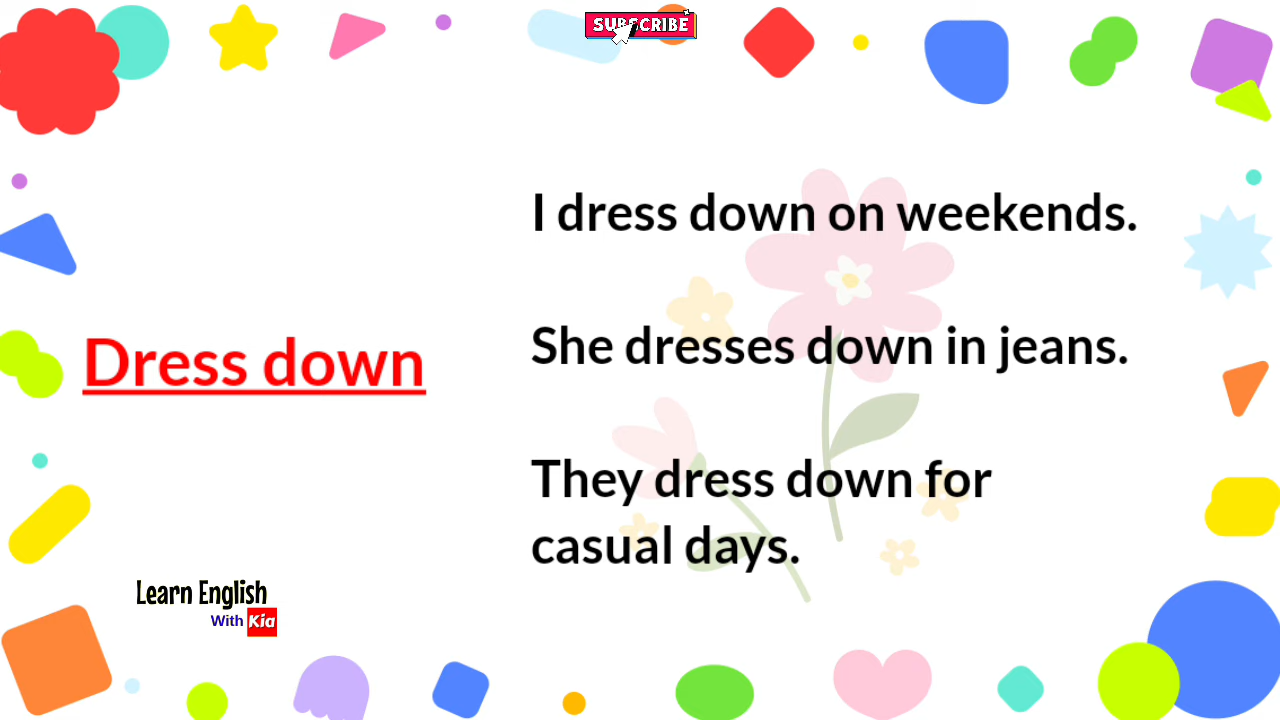 SUBSCRIBE
I dress down on weekends.
Dress down
She dresses down in jeans.
They dress down for
casual days.
Learn English
With Kia